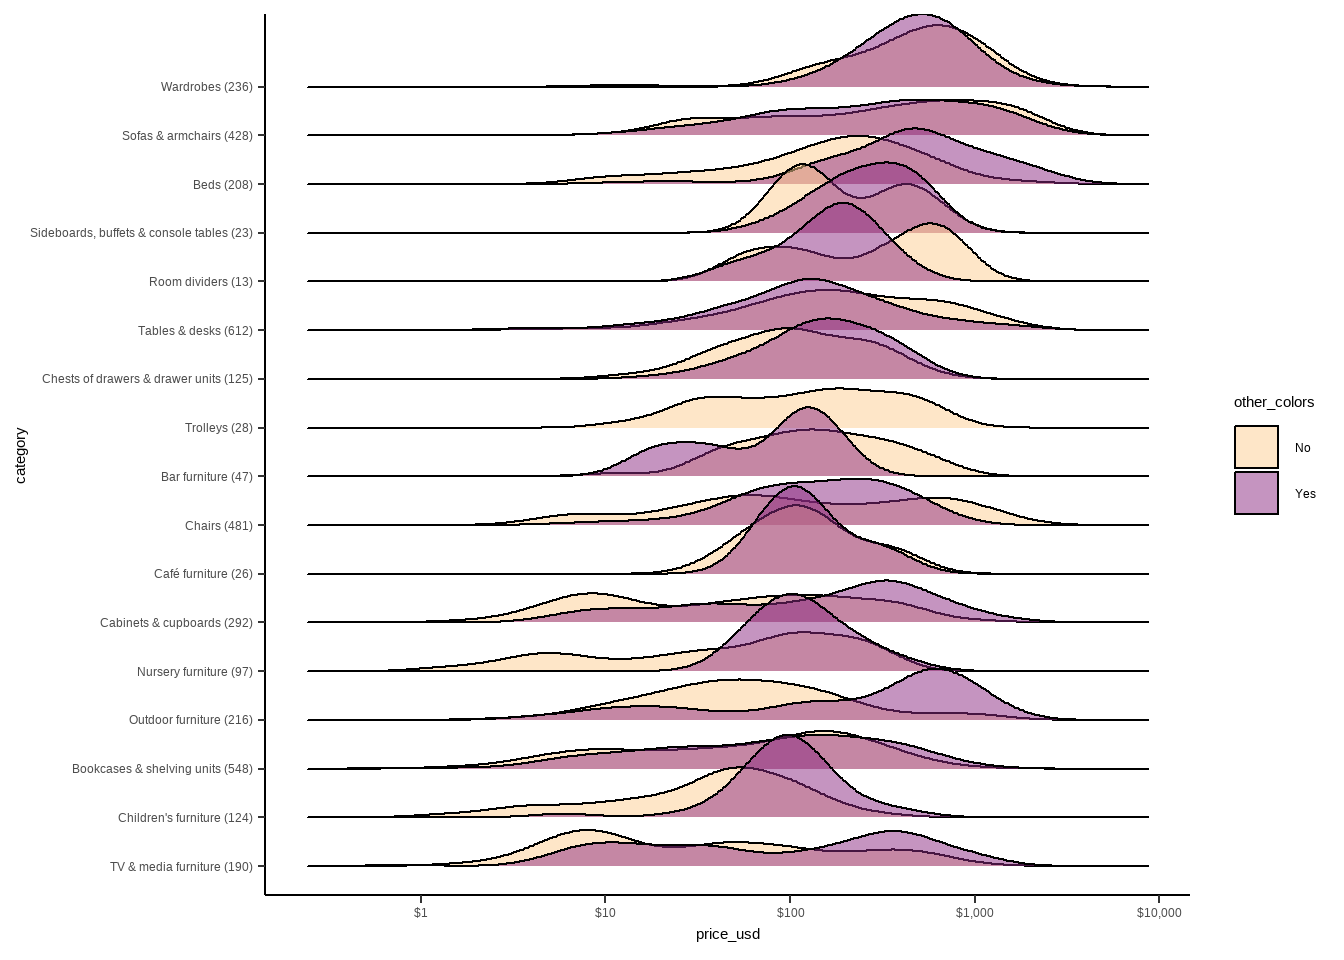 Wardrobes (236)
Sofas & armchairs (428)
Beds (208)
Sideboards, buffets & console tables (23)
Room dividers (13)
Tables & desks (612)
Chests of drawers & drawer units (125)
Trolleys (28)
Bar furniture (47)
Chairs (481)
Café furniture (26)
Cabinets & cupboards (292)
Nursery furniture (97)
Outdoor furniture (216)
Bookcases & shelving units (548)
Children's furniture (124)
TV & media furniture (190)
category
$1 $10 $100 $1,000 $10,000
price_usd
other_colors
No
Yes